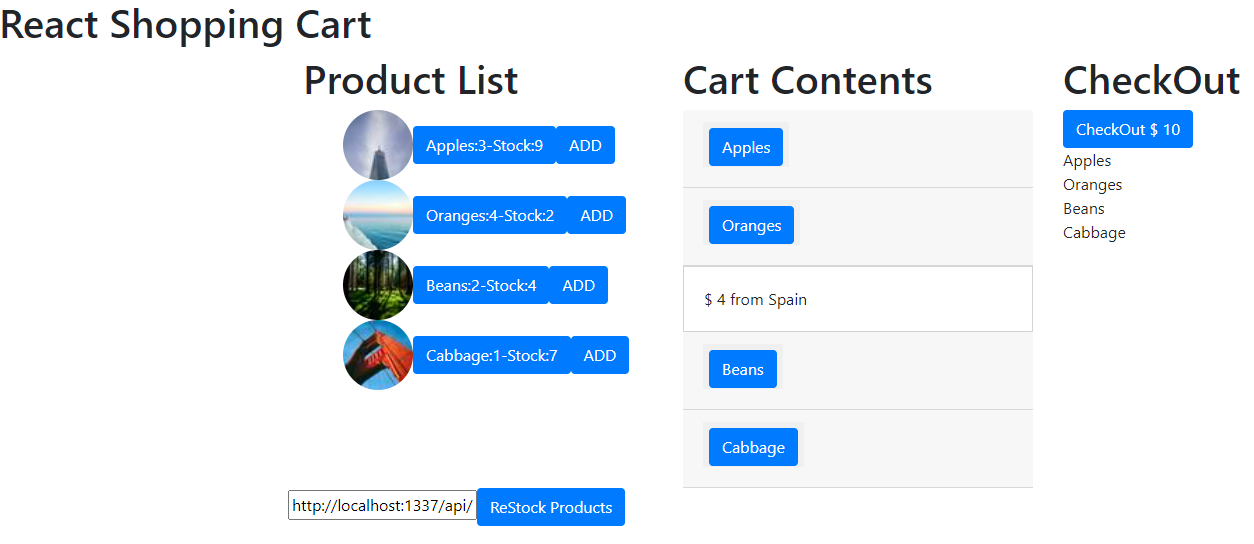 React Shopping Cart
Product List
Apples:3-Stock:9 ADD
Oranges:4-Stock:2 ADD
Beans:2-Stock:4 ADD
Cabbage:1-Stock:7 ADD
http://localhost:1337/api/ ReStock Products
Cart Contents
Apples
Oranges
$ 4 from Spain
Beans
Cabbage
CheckOut
CheckOut $ 10
Apples
Oranges
Beans
Cabbage